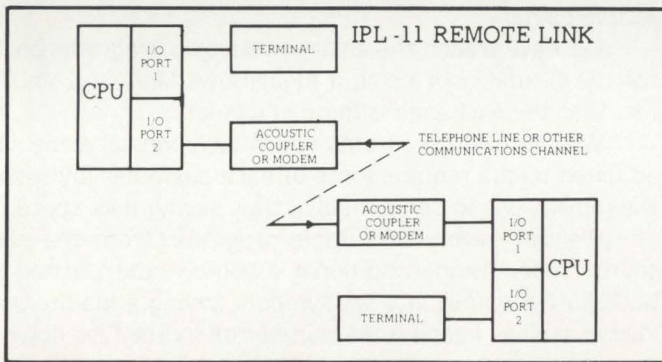 IPL-11 REMOTE LINK
CPU
I/O
PORT
1
I/O
PORT
2
TERMINAL
ACOUSTIC
COUPLER
OR MODEM
TELEPHONE LINE OR OTHER
COMMUNICATIONS CHANNEL
ACOUSTIC
COUPLER
OR MODEM
TERMINAL
I/O
PORT
1
I/O
PORT
2
CPU